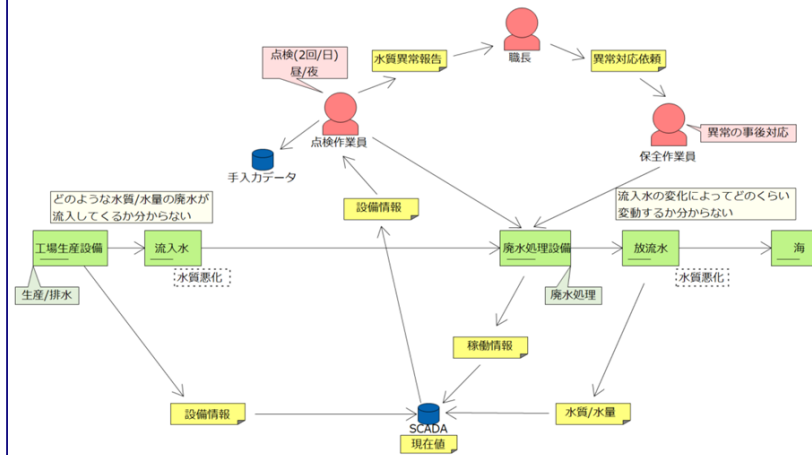 点検(2回/日)
昼/夜
水質異常報告
職長
異常対応依頼
点検作業員
異常の事後対応
保全作業員
手入力データ
どのような水質/水量の廃水が
流入してくるか分からない
設備情報
流入水の変化によってどのくらい
変動するか分からない
工場生産設備
流入水
廃水処理設備
放流水
海
水質悪化
水質悪化
生産/排水
廃水処理
稼働情報
設備情報
水質/水量
SCADA
現在値